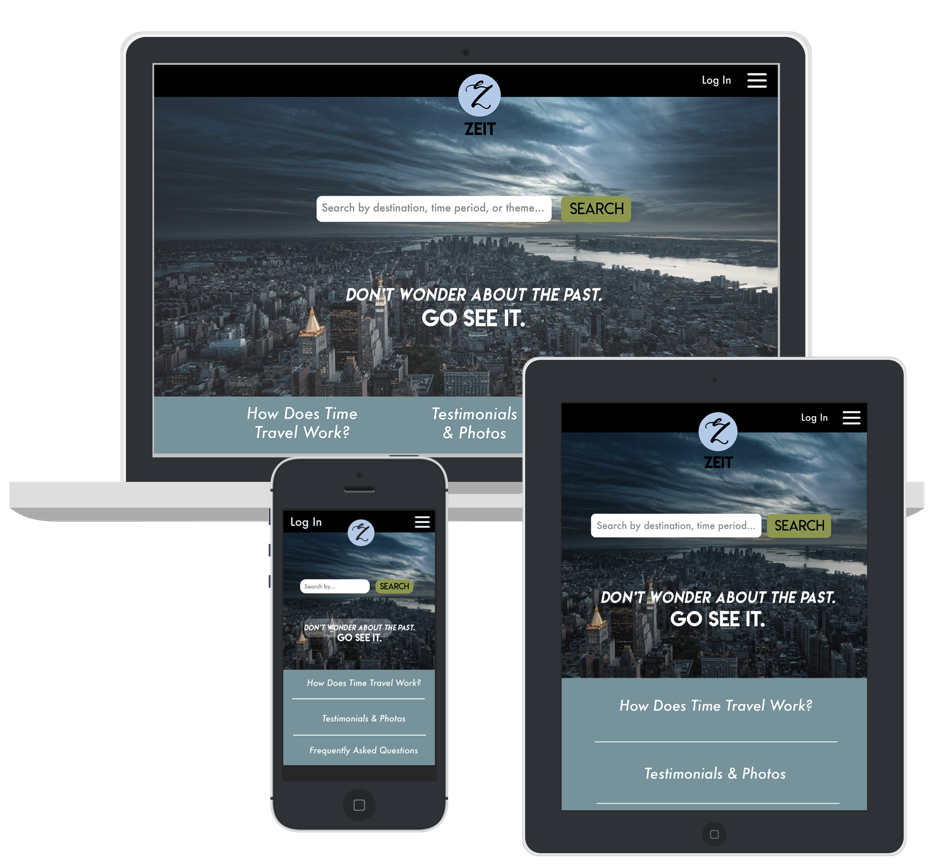 Log In
ZEIT
Search by destination, time period, or theme...
SEARCH
DON'T WONDER ABOUT THE PAST.
GO SEE IT.
How Does Time
Travel Work?
Testimonials
& Photos
Log In
Search by...
SEARCH
DON'T WONDER ABOUT THE PAST.
GO SEE IT.
How Does Time Travel Work?
Testimonials & Photos
Frequently Asked Questions
Log In
ZEIT
Search by destination, time period...
SEARCH
DON'T WONDER ABOUT THE PAST.
GO SEE IT.
How Does Time Travel Work?
Testimonials & Photos